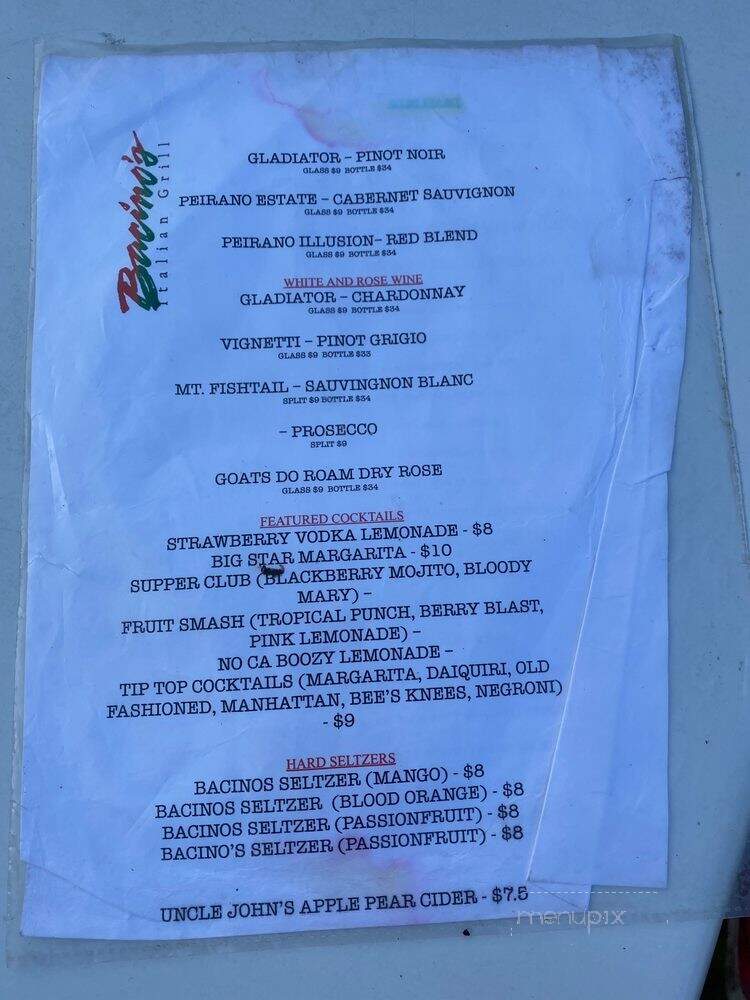 Bacino's
Italian Grill
GLADIATOR – PINOT NOIR
GLASS $9 BOTTLE $34
PEIRANO ESTATE – CABERNET SAUVIGNON
GLASS $9 BOTTLE $34
PEIRANO ILLUSION– RED BLEND
GLASS $9 BOTTLE $34
WHITE AND ROSE WINE
GLADIATOR – CHARDONNAY
GLASS $9 BOTTLE $34
VIGNETTI – PINOT GRIGIO
GLASS $9 BOTTLE $33
MT. FISHTAIL – SAUVINGNON BLANC
SPLIT $9 BOTTLE $34
– PROSECCO
SPLIT $9
GOATS DO ROAM DRY ROSE
GLASS $9 BOTTLE $34
FEATURED COCKTAILS
STRAWBERRY VODKA LEMONADE - $8
BIG STAR MARGARITA - $10
SUPPER CLUB (BLACKBERRY MOJITO, BLOODY
MARY) –
FRUIT SMASH (TROPICAL PUNCH, BERRY BLAST,
PINK LEMONADE) –
NO CA BOOZY LEMONADE –
TIP TOP COCKTAILS (MARGARITA, DAIQUIRI, OLD
FASHIONED, MANHATTAN, BEE'S KNEES, NEGRONI)
- $9
HARD SELTZERS
BACINOS SELTZER (MANGO) - $8
BACINOS SELTZER (BLOOD ORANGE) - $8
BACINOS SELTZER (PASSIONFRUIT) - $8
BACINO'S SELTZER (PASSIONFRUIT) - $8
UNCLE JOHN'S APPLE PEAR CIDER - $7.5
menupix